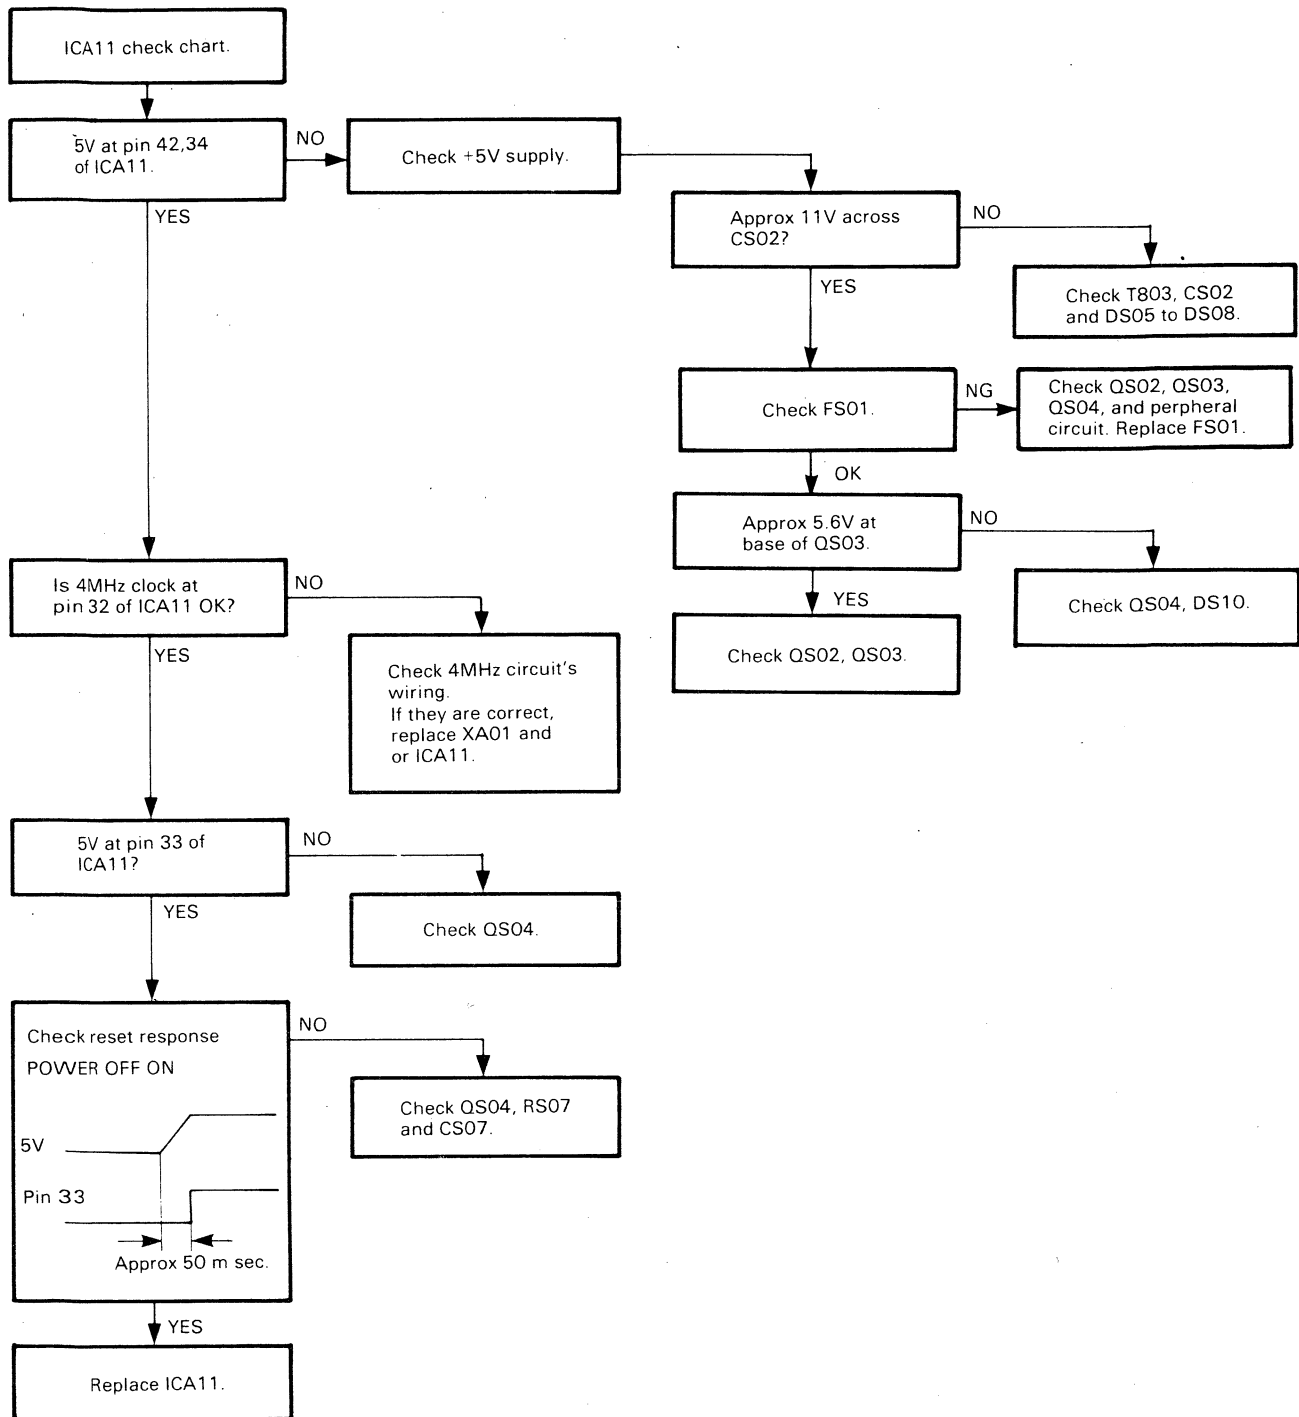 ICA11 check chart.
5V at pin 42,34
of ICA11.
NO
Check +5V supply.
YES
Approx 11V across
CS02?
NO
YES
Check T803, CS02
and DS05 to DS08.
Check FS01.
NG
Check QS02, QS03,
QS04, and perpheral
circuit. Replace FS01.
OK
Approx 5.6V at
base of QS03.
NO
YES
Check QS04, DS10.
Check QS02, QS03.
Is 4MHz clock at
pin 32 of ICA11 OK?
NO
YES
Check 4MHz circuit's
wiring.
If they are correct,
replace XA01 and
or ICA11.
5V at pin 33 of
ICA11?
NO
YES
Check QS04.
Check reset response
POWER OFF ON
5V
Pin 33
Approx 50 m sec.
NO
Check QS04, RS07
and CS07.
YES
Replace ICA11.